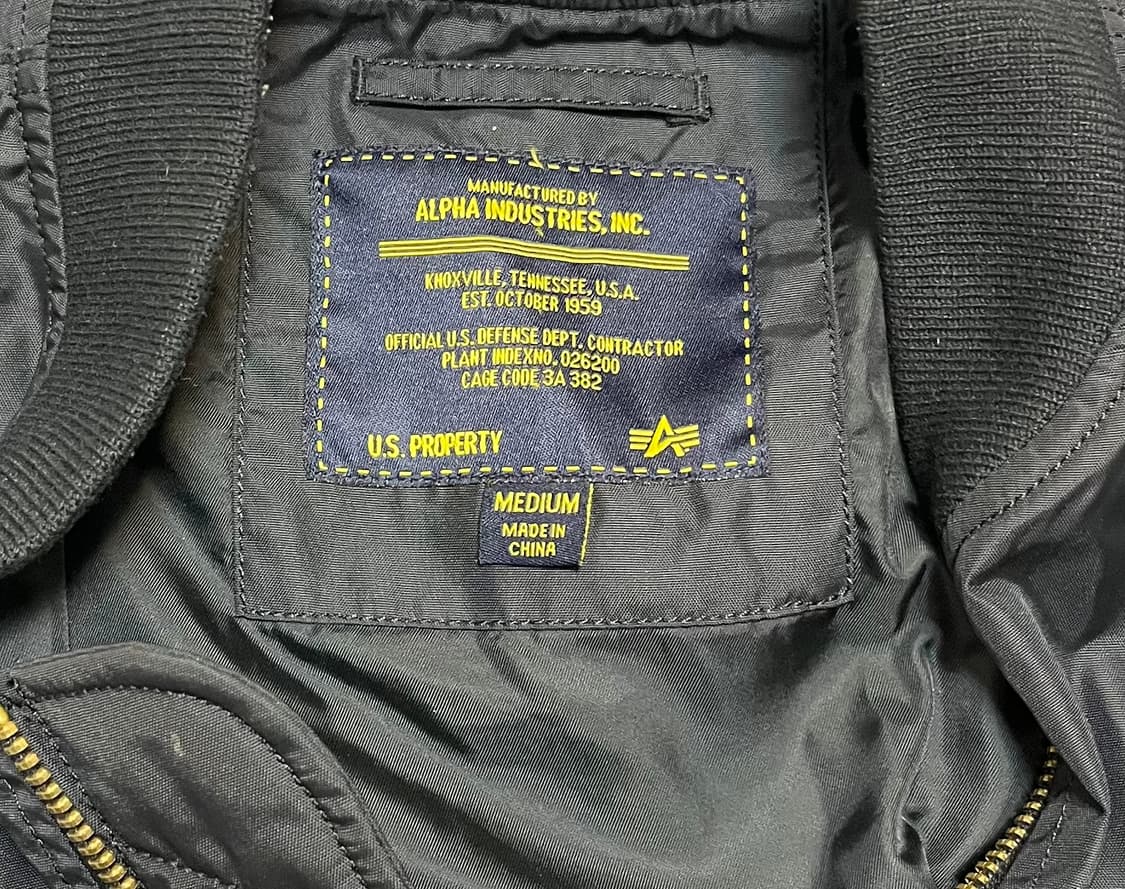 MANUFACTURED BY
ALPHA INDUSTRIES, INC.
KNOXVILLE, TENNESSEE, U.S.A.
EST. OCTOBER 1959
OFFICIAL U.S. DEFENSE DEPT. CONTRACTOR
PLANT INDEXNO, 026200
CAGE CODE 3A 382
U.S. PROPERTY
MEDIUM
MADE IN
CHINA